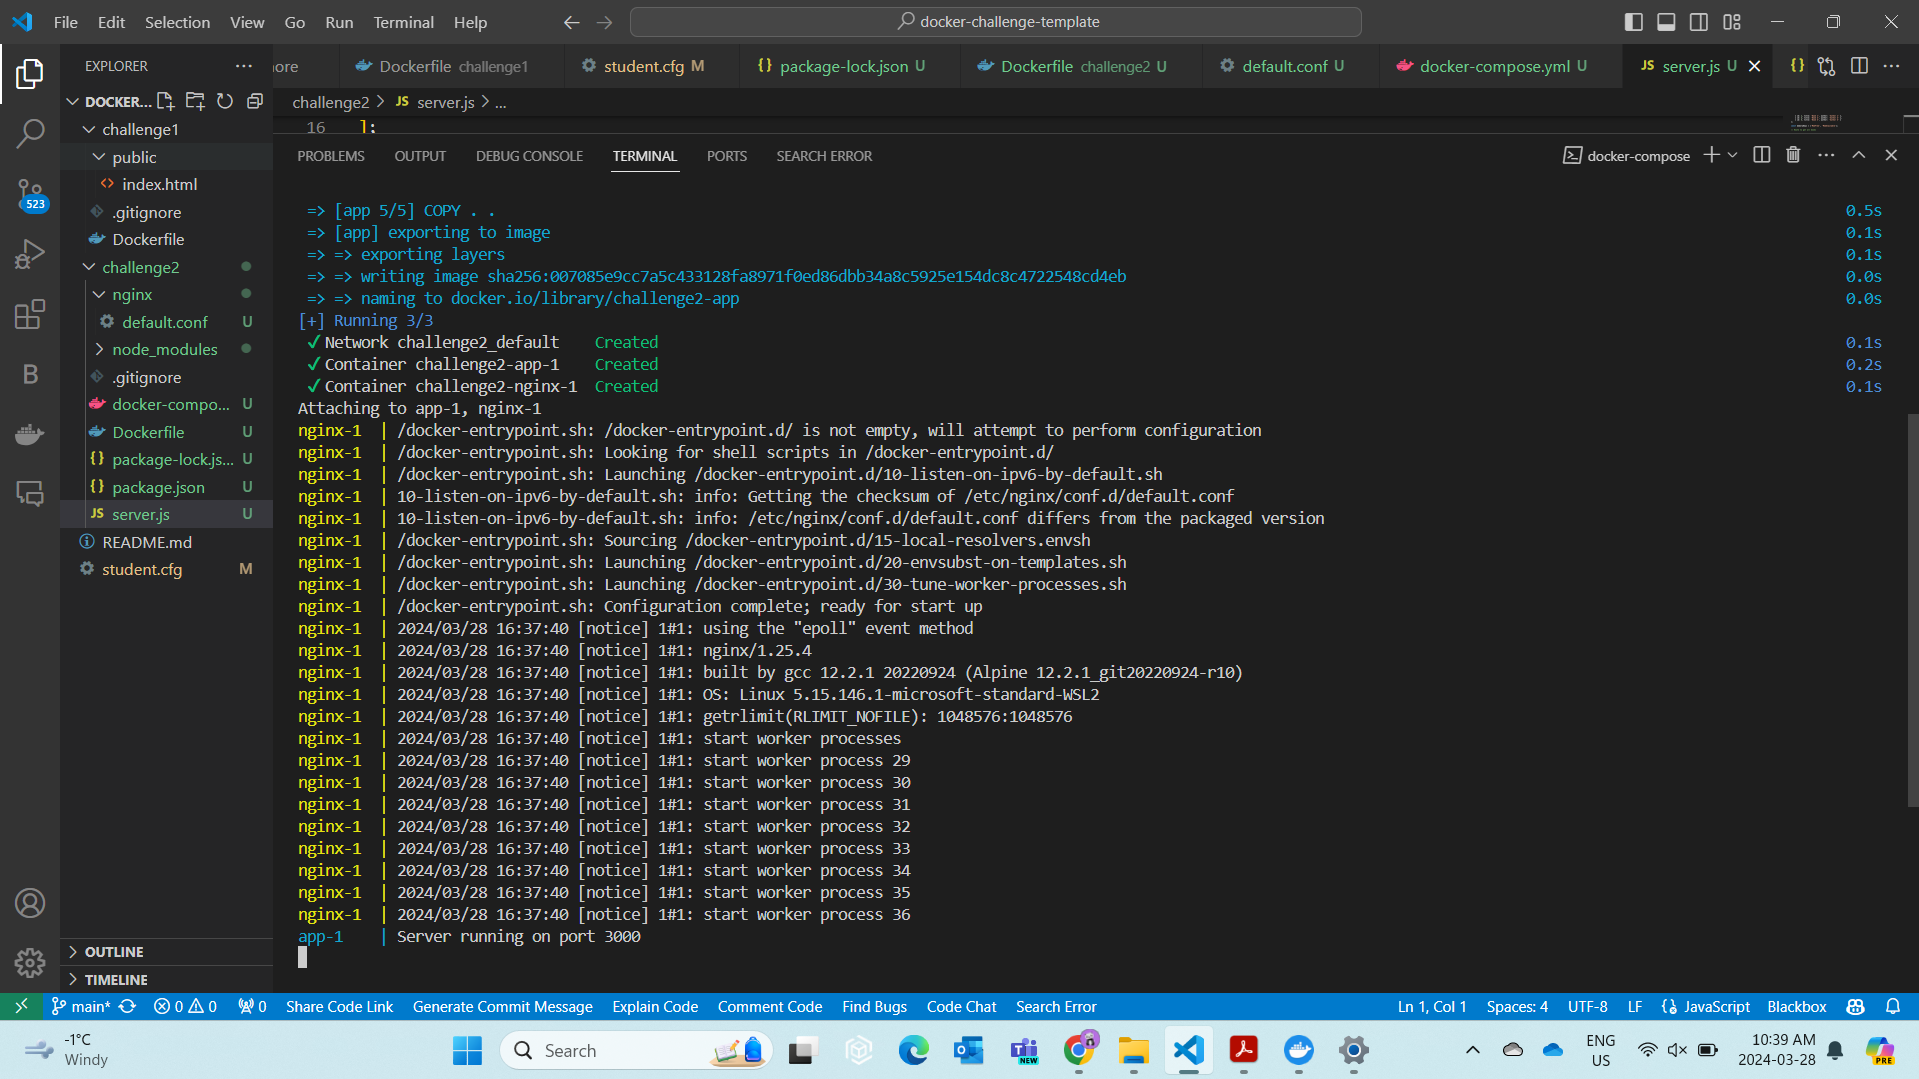 File Edit Selection View Go Run Terminal Help
docker-challenge-template
EXPLORER
ore
Dockerfile challenge1
student.cfg M
{} package-lock.json U
Dockerfile challenge2 U
default.conf U
docker-compose.yml U
JS server.js U
{}
DOCKER...
challenge2 > JS server.js > ...
16 ];
challenge1
public
index.html
.gitignore
Dockerfile
challenge2
nginx
default.conf U
node_modules
.gitignore
docker-compo... U
Dockerfile U
{} package-lock.js... U
{} package.json U
JS server.js U
README.md
student.cfg M
OUTLINE
TIMELINE
523
B
PROBLEMS OUTPUT DEBUG CONSOLE TERMINAL PORTS SEARCH ERROR
docker-compose
=> [app 5/5] COPY . . 0.5s
=> [app] exporting to image 0.1s
=> => exporting layers 0.1s
=> => writing image sha256:007085e9cc7a5c433128fa8971f0ed86dbb34a8c5925e154dc8c4722548cd4eb 0.0s
=> => naming to docker.io/library/challenge2-app 0.0s
[+] Running 3/3
✓Network challenge2_default Created 0.1s
✓Container challenge2-app-1 Created 0.2s
✓Container challenge2-nginx-1 Created 0.1s
Attaching to app-1, nginx-1
nginx-1 | /docker-entrypoint.sh: /docker-entrypoint.d/ is not empty, will attempt to perform configuration
nginx-1 | /docker-entrypoint.sh: Looking for shell scripts in /docker-entrypoint.d/
nginx-1 | /docker-entrypoint.sh: Launching /docker-entrypoint.d/10-listen-on-ipv6-by-default.sh
nginx-1 | 10-listen-on-ipv6-by-default.sh: info: Getting the checksum of /etc/nginx/conf.d/default.conf
nginx-1 | 10-listen-on-ipv6-by-default.sh: info: /etc/nginx/conf.d/default.conf differs from the packaged version
nginx-1 | /docker-entrypoint.sh: Sourcing /docker-entrypoint.d/15-local-resolvers.envsh
nginx-1 | /docker-entrypoint.sh: Launching /docker-entrypoint.d/20-envsubst-on-templates.sh
nginx-1 | /docker-entrypoint.sh: Launching /docker-entrypoint.d/30-tune-worker-processes.sh
nginx-1 | /docker-entrypoint.sh: Configuration complete; ready for start up
nginx-1 | 2024/03/28 16:37:40 [notice] 1#1: using the "epoll" event method
nginx-1 | 2024/03/28 16:37:40 [notice] 1#1: nginx/1.25.4
nginx-1 | 2024/03/28 16:37:40 [notice] 1#1: built by gcc 12.2.1 20220924 (Alpine 12.2.1_git20220924-r10)
nginx-1 | 2024/03/28 16:37:40 [notice] 1#1: OS: Linux 5.15.146.1-microsoft-standard-WSL2
nginx-1 | 2024/03/28 16:37:40 [notice] 1#1: getrlimit(RLIMIT_NOFILE): 1048576:1048576
nginx-1 | 2024/03/28 16:37:40 [notice] 1#1: start worker processes
nginx-1 | 2024/03/28 16:37:40 [notice] 1#1: start worker process 29
nginx-1 | 2024/03/28 16:37:40 [notice] 1#1: start worker process 30
nginx-1 | 2024/03/28 16:37:40 [notice] 1#1: start worker process 31
nginx-1 | 2024/03/28 16:37:40 [notice] 1#1: start worker process 32
nginx-1 | 2024/03/28 16:37:40 [notice] 1#1: start worker process 33
nginx-1 | 2024/03/28 16:37:40 [notice] 1#1: start worker process 34
nginx-1 | 2024/03/28 16:37:40 [notice] 1#1: start worker process 35
nginx-1 | 2024/03/28 16:37:40 [notice] 1#1: start worker process 36
app-1 | Server running on port 3000
main* 0 0 0 Share Code Link Generate Commit Message Explain Code Comment Code Find Bugs Code Chat Search Error Ln 1, Col 1 Spaces: 4 UTF-8 LF {} JavaScript Blackbox
-1°C
Windy
Search
NEW
ENG
US
10:39 AM
2024-03-28
PRE